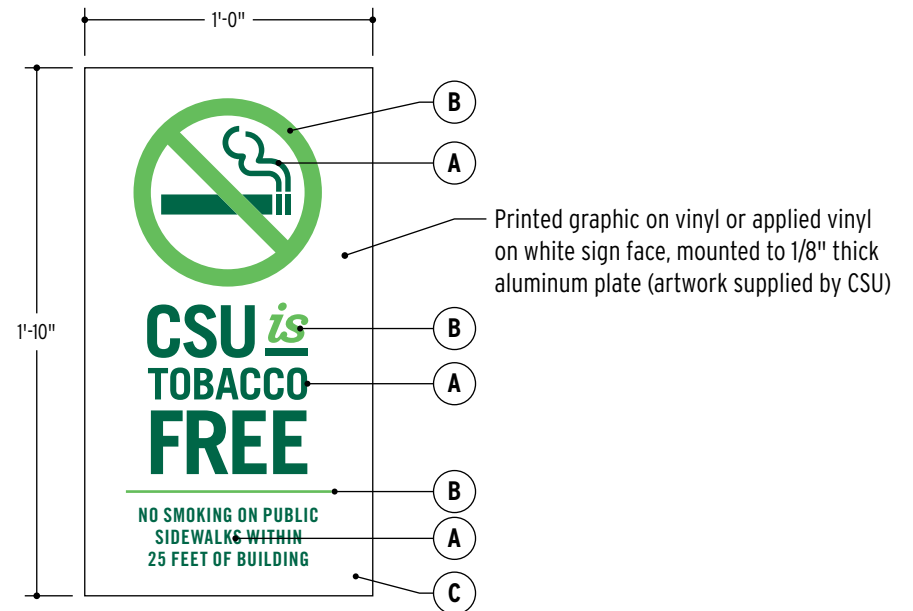 1'-0"
B
A
Printed graphic on vinyl or applied vinyl
on white sign face, mounted to 1/8" thick
aluminum plate (artwork supplied by CSU)
1'-10"
CSU is
B
TOBACCO
A
FREE
B
NO SMOKING ON PUBLIC
SIDEWALKS WITHIN
25 FEET OF BUILDING
A
C